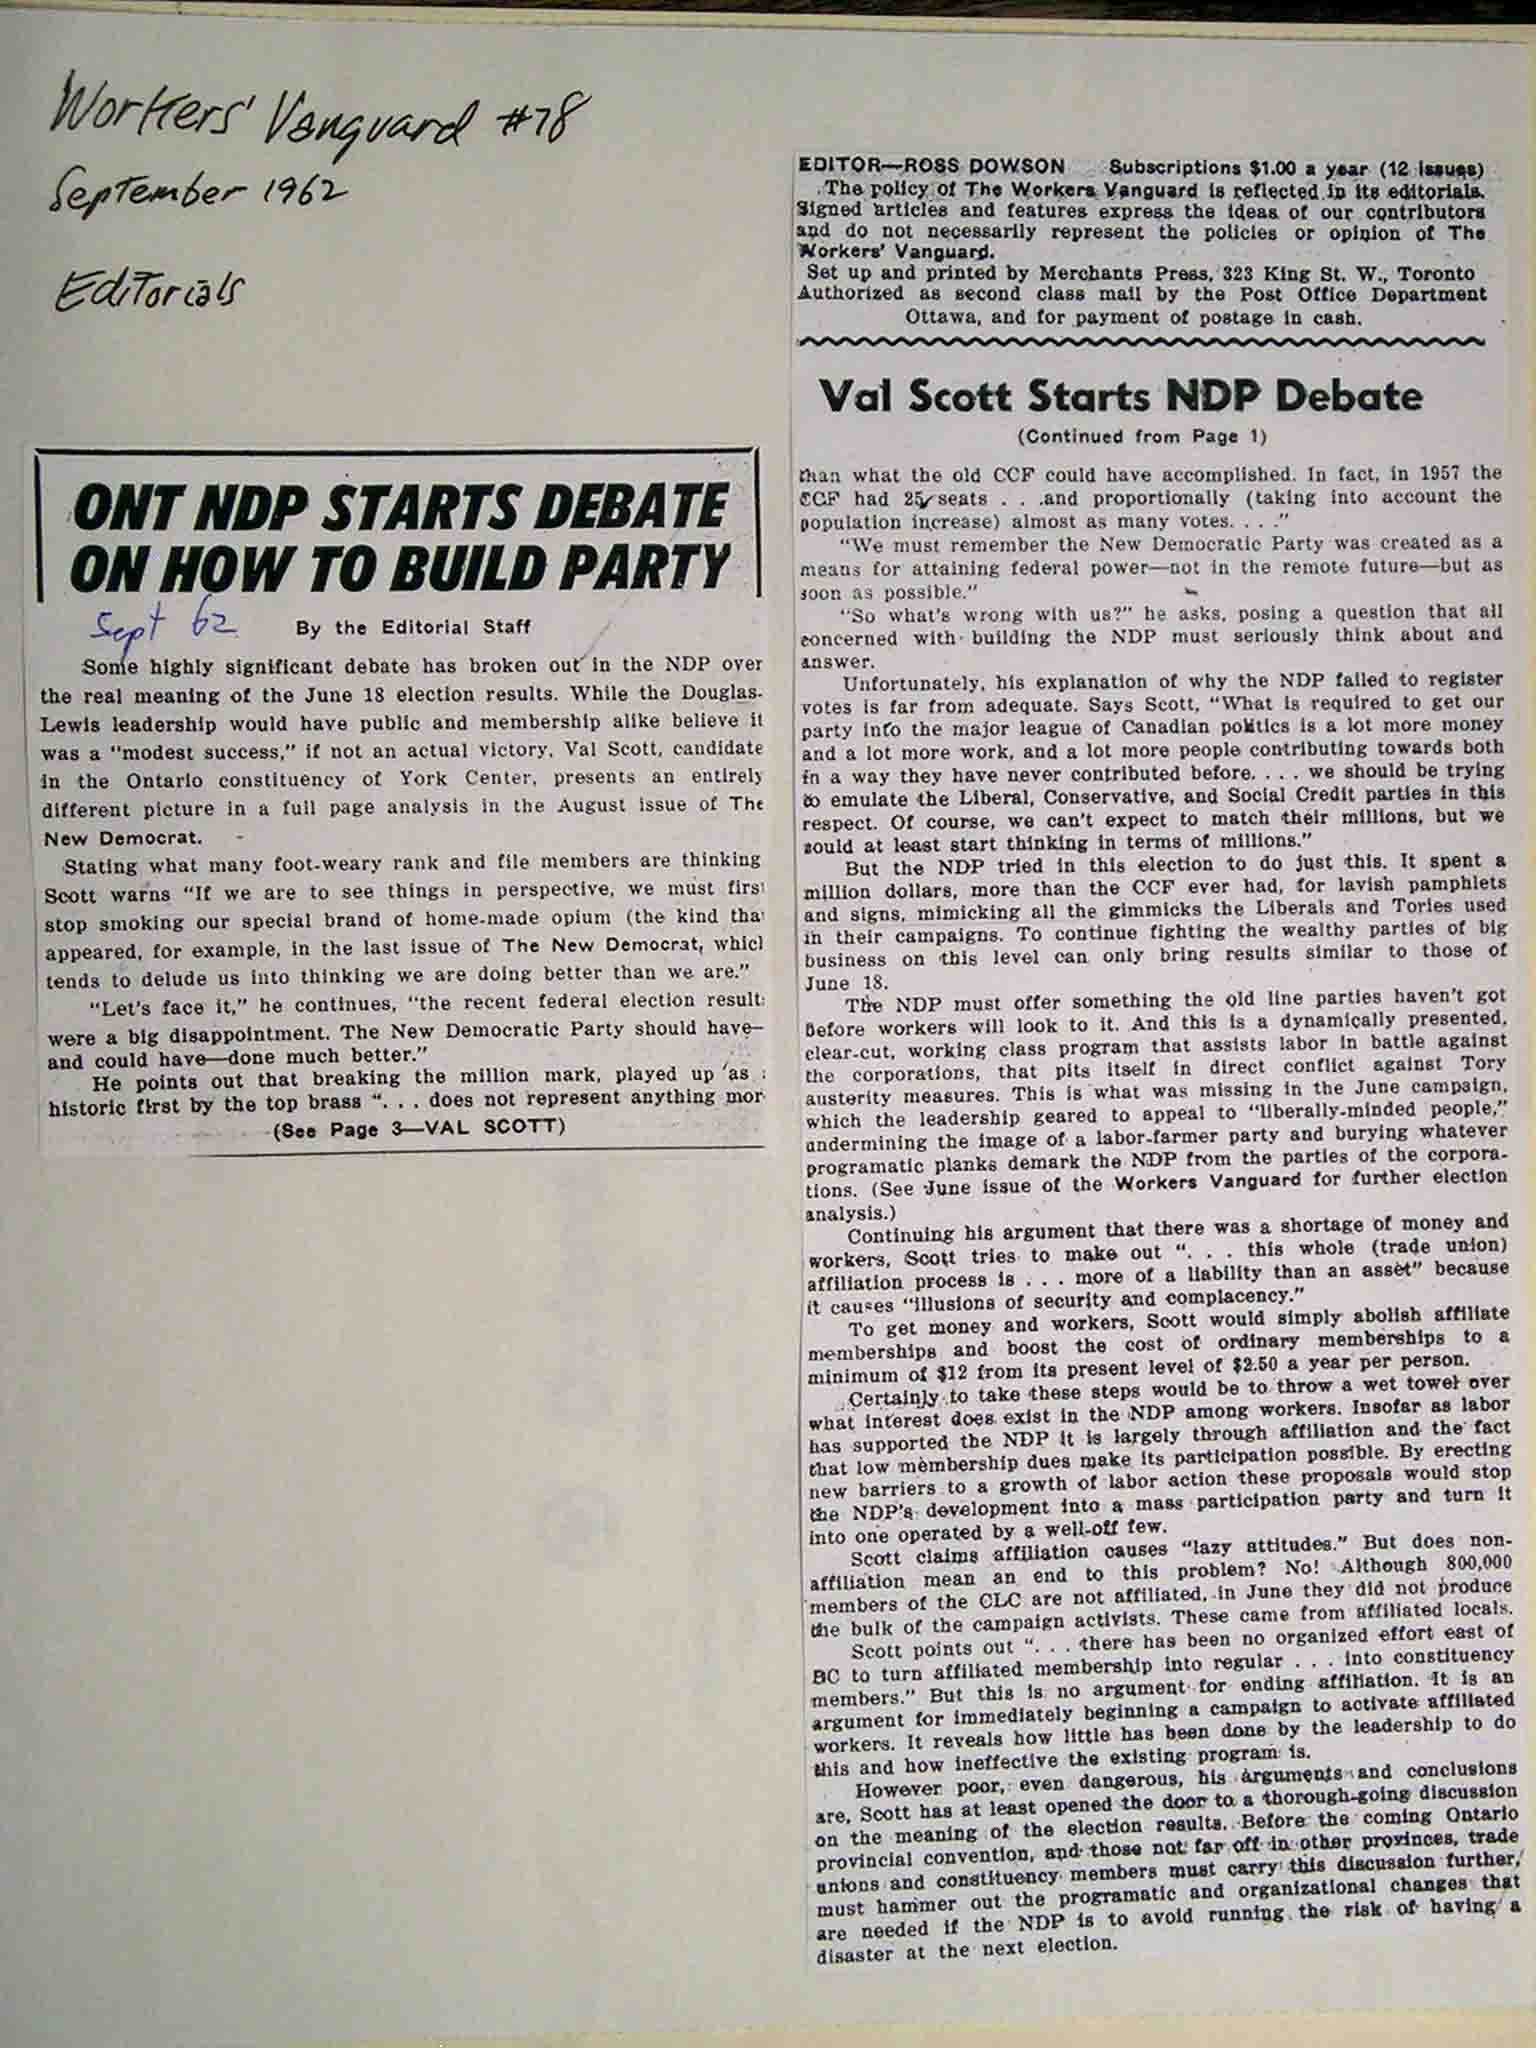 Workers' Vanguard #78
September 1962
Editorials
ONT NDP STARTS DEBATE
ON HOW TO BUILD PARTY
Sept 62
By the Editorial Staff
Some highly significant debate has broken out in the NDP over
the real meaning of the June 18 election results. While the Douglas-
Lewis leadership would have public and membership alike believe it
was a "modest success," if not an actual victory, Val Scott, candidate
in the Ontario constituency of York Center, presents an entirely
different picture in a full page analysis in the August issue of The
New Democrat.
Stating what many foot-weary rank and file members are thinking
Scott warns "If we are to see things in perspective, we must firs
stop smoking our special brand of home-made opium (the kind tha
appeared, for example, in the last issue of The New Democrat, whicl
tends to delude us into thinking we are doing better than we are."
"Let's face it," he continues, "the recent federal election result
were a big disappointment. The New Democratic Party should have—
and could have—done much better."
He points out that breaking the million mark, played up as
historic first by the top brass ". . . does not represent anything mor
(See Page 3—VAL SCOTT)
EDITOR—ROSS DOWSON Subscriptions $1.00 a year (12 issues)
The policy of The Workers Vanguard is reflected in its editorials.
Signed articles and features express the ideas of our contributors
and do not necessarily represent the policies or opinion of The
Workers' Vanguard.
Set up and printed by Merchants Press, 323 King St. W., Toronto
Authorized as second class mail by the Post Office Department
Ottawa, and for payment of postage in cash.
Val Scott Starts NDP Debate
(Continued from Page 1)
than what the old CCF could have accomplished. In fact, in 1957 the
CCF had 25 seats . . .and proportionally (taking into account the
population increase) almost as many votes. . . ."
"We must remember the New Democratic Party was created as a
means for attaining federal power—not in the remote future—but as
soon as possible."
"So what's wrong with us?" he asks, posing a question that all
concerned with building the NDP must seriously think about and
answer.
Unfortunately, his explanation of why the NDP failed to register
votes is far from adequate. Says Scott, "What is required to get our
party into the major league of Canadian politics is a lot more money
and a lot more work, and a lot more people contributing towards both
in a way they have never contributed before. . . . we should be trying
to emulate the Liberal, Conservative, and Social Credit parties in this
respect. Of course, we can't expect to match their millions, but we
sould at least start thinking in terms of millions."
But the NDP tried in this election to do just this. It spent a
million dollars, more than the CCF ever had, for lavish pamphlets
and signs, mimicking all the gimmicks the Liberals and Tories used
in their campaigns. To continue fighting the wealthy parties of big
business on this level can only bring results similar to those of
June 18.
The NDP must offer something the old line parties haven't got
before workers will look to it. And this is a dynamically presented,
clear-cut, working class program that assists labor in battle against
the corporations, that pits itself in direct conflict against Tory
austerity measures. This is what was missing in the June campaign,
which the leadership geared to appeal to "liberally-minded people,"
undermining the image of a labor-farmer party and burying whatever
programatic planks demark the NDP from the parties of the corpora-
tions. (See June issue of the Workers Vanguard for further election
analysis.)
Continuing his argument that there was a shortage of money and
workers, Scott tries to make out ". . . this whole (trade union)
affiliation process is . . . more of a liability than an asset" because
it causes "illusions of security and complacency."
To get money and workers, Scott would simply abolish affiliate
memberships and boost the cost of ordinary memberships to a
minimum of $12 from its present level of $2.50 a year per person.
Certainly to take these steps would be to throw a wet towel over
what interest does exist in the NDP among workers. Insofar as labor
has supported the NDP it is largely through affiliation and the fact
that low membership dues make its participation possible. By erecting
new barriers to a growth of labor action these proposals would stop
the NDP's development into a mass participation party and turn it
into one operated by a well-off few.
Scott claims affiliation causes "lazy attitudes." But does non-
affiliation mean an end to this problem? No! Although 800,000
members of the CLC are not affiliated, in June they did not produce
the bulk of the campaign activists. These came from affiliated locals.
Scott points out ". . . there has been no organized effort east of
BC to turn affiliated membership into regular . . . into constituency
members." But this is no argument for ending affiliation. It is an
argument for immediately beginning a campaign to activate affiliated
workers. It reveals how little has been done by the leadership to do
this and how ineffective the existing program is.
However poor, even dangerous, his arguments and conclusions
are, Scott has at least opened the door to a thorough-going discussion
on the meaning of the election results. Before the coming Ontario
provincial convention, and those not far off in other provinces, trade
unions and constituency members must carry this discussion further,
must hammer out the programatic and organizational changes that
are needed if the NDP is to avoid running the risk of having a
disaster at the next election.